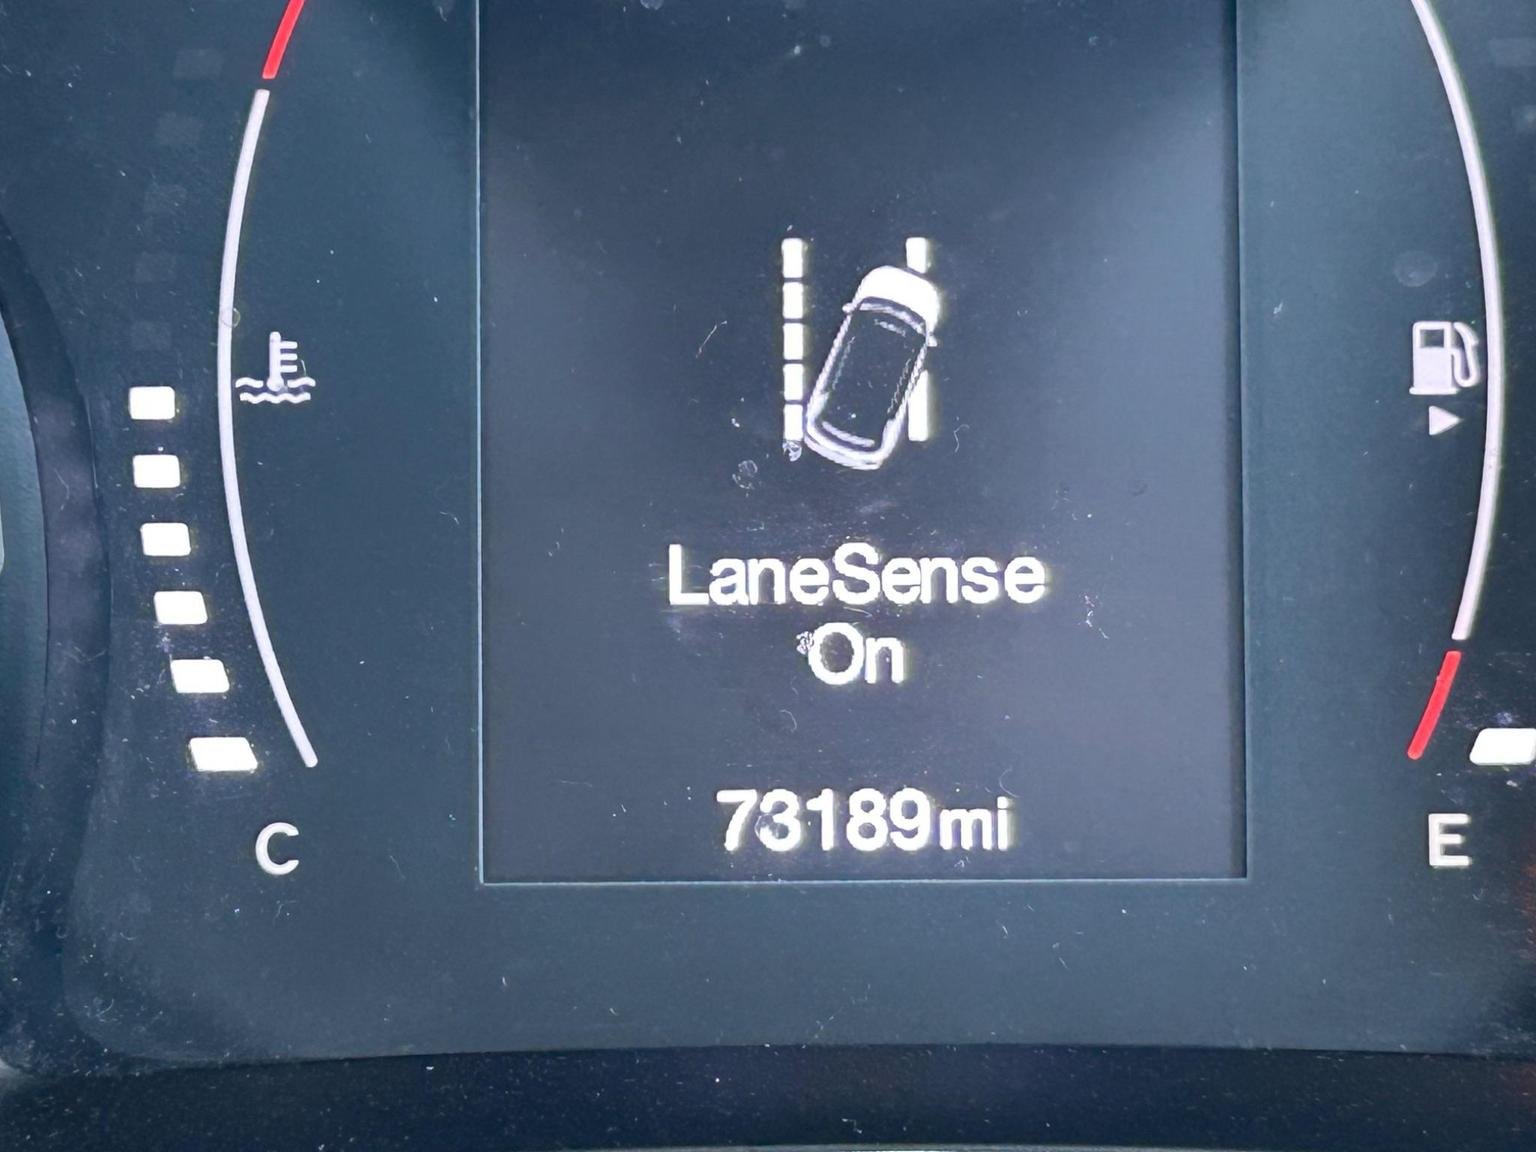 LaneSense
On
73189mi
C
E